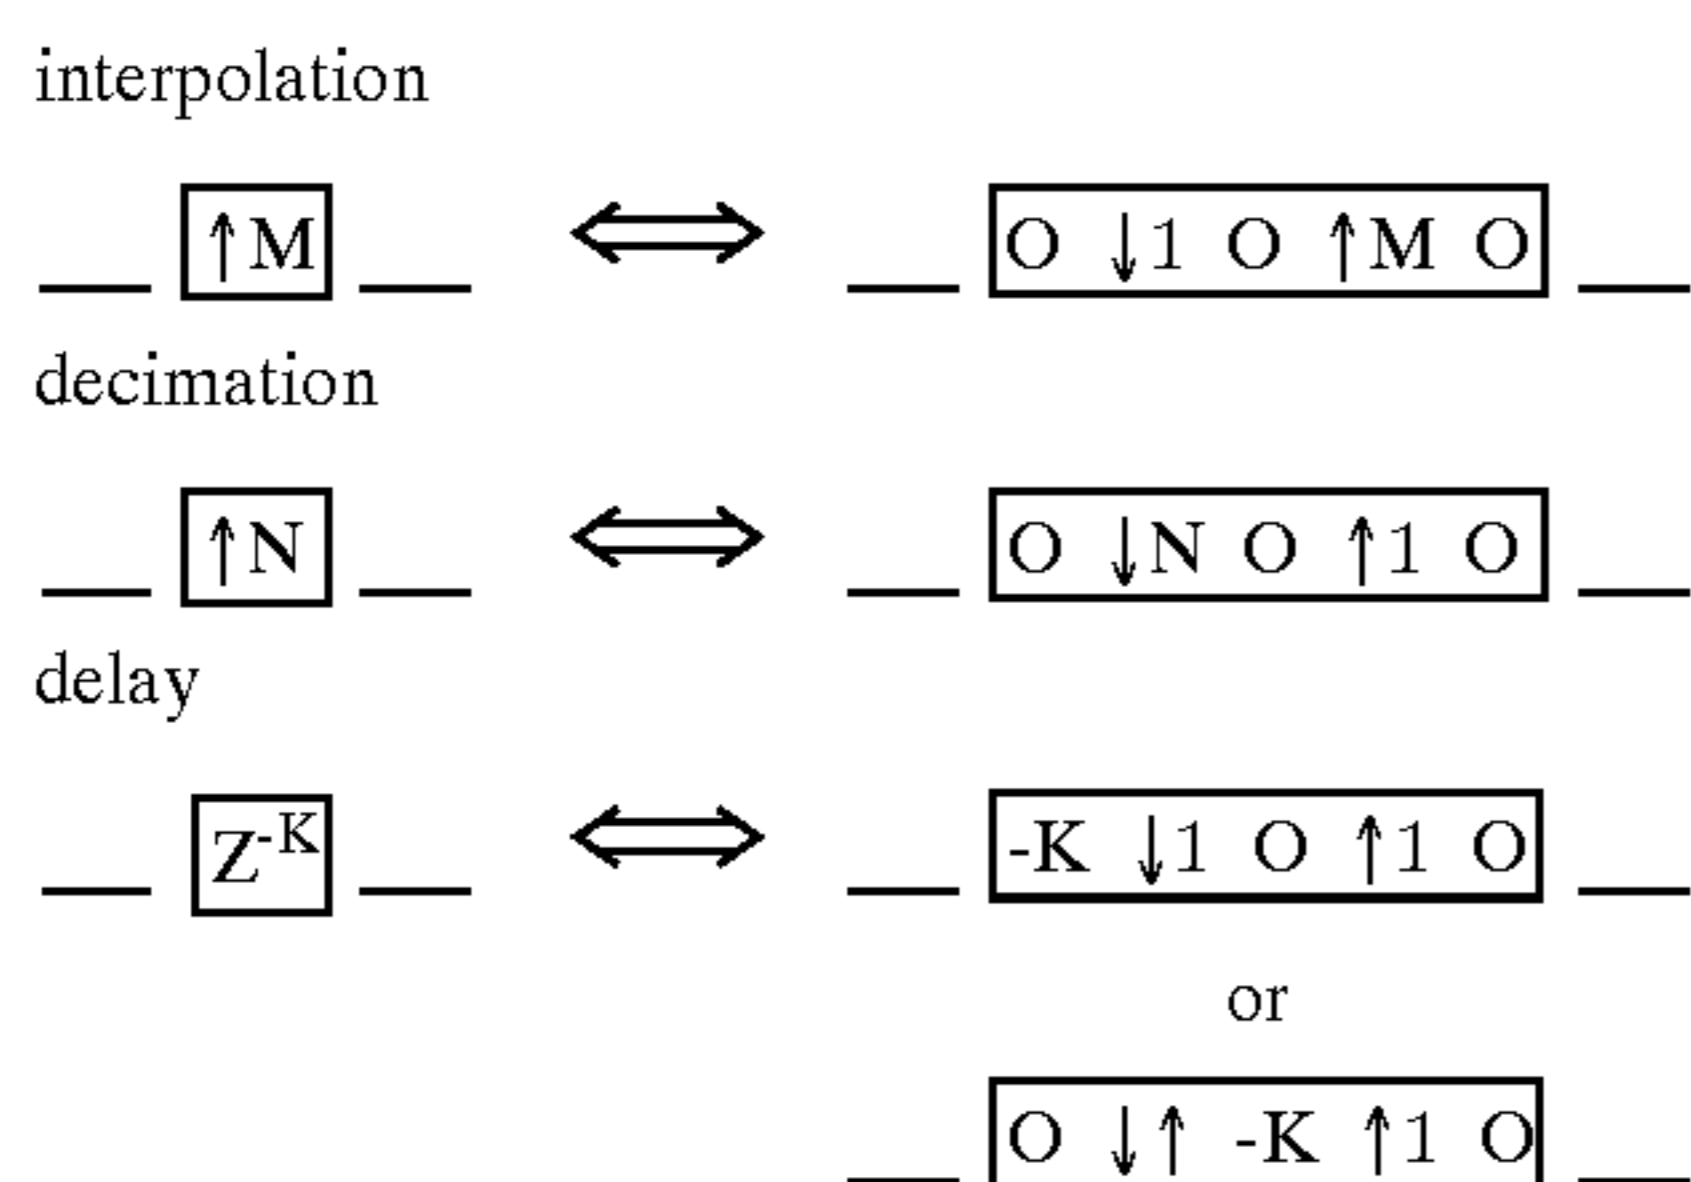 interpolation
↑M ⇔ O ↓1 O ↑M O
decimation
↑N ⇔ O ↓N O ↑1 O
delay
Z^-K ⇔ -K ↓1 O ↑1 O
or
O ↓↑ -K ↑1 O